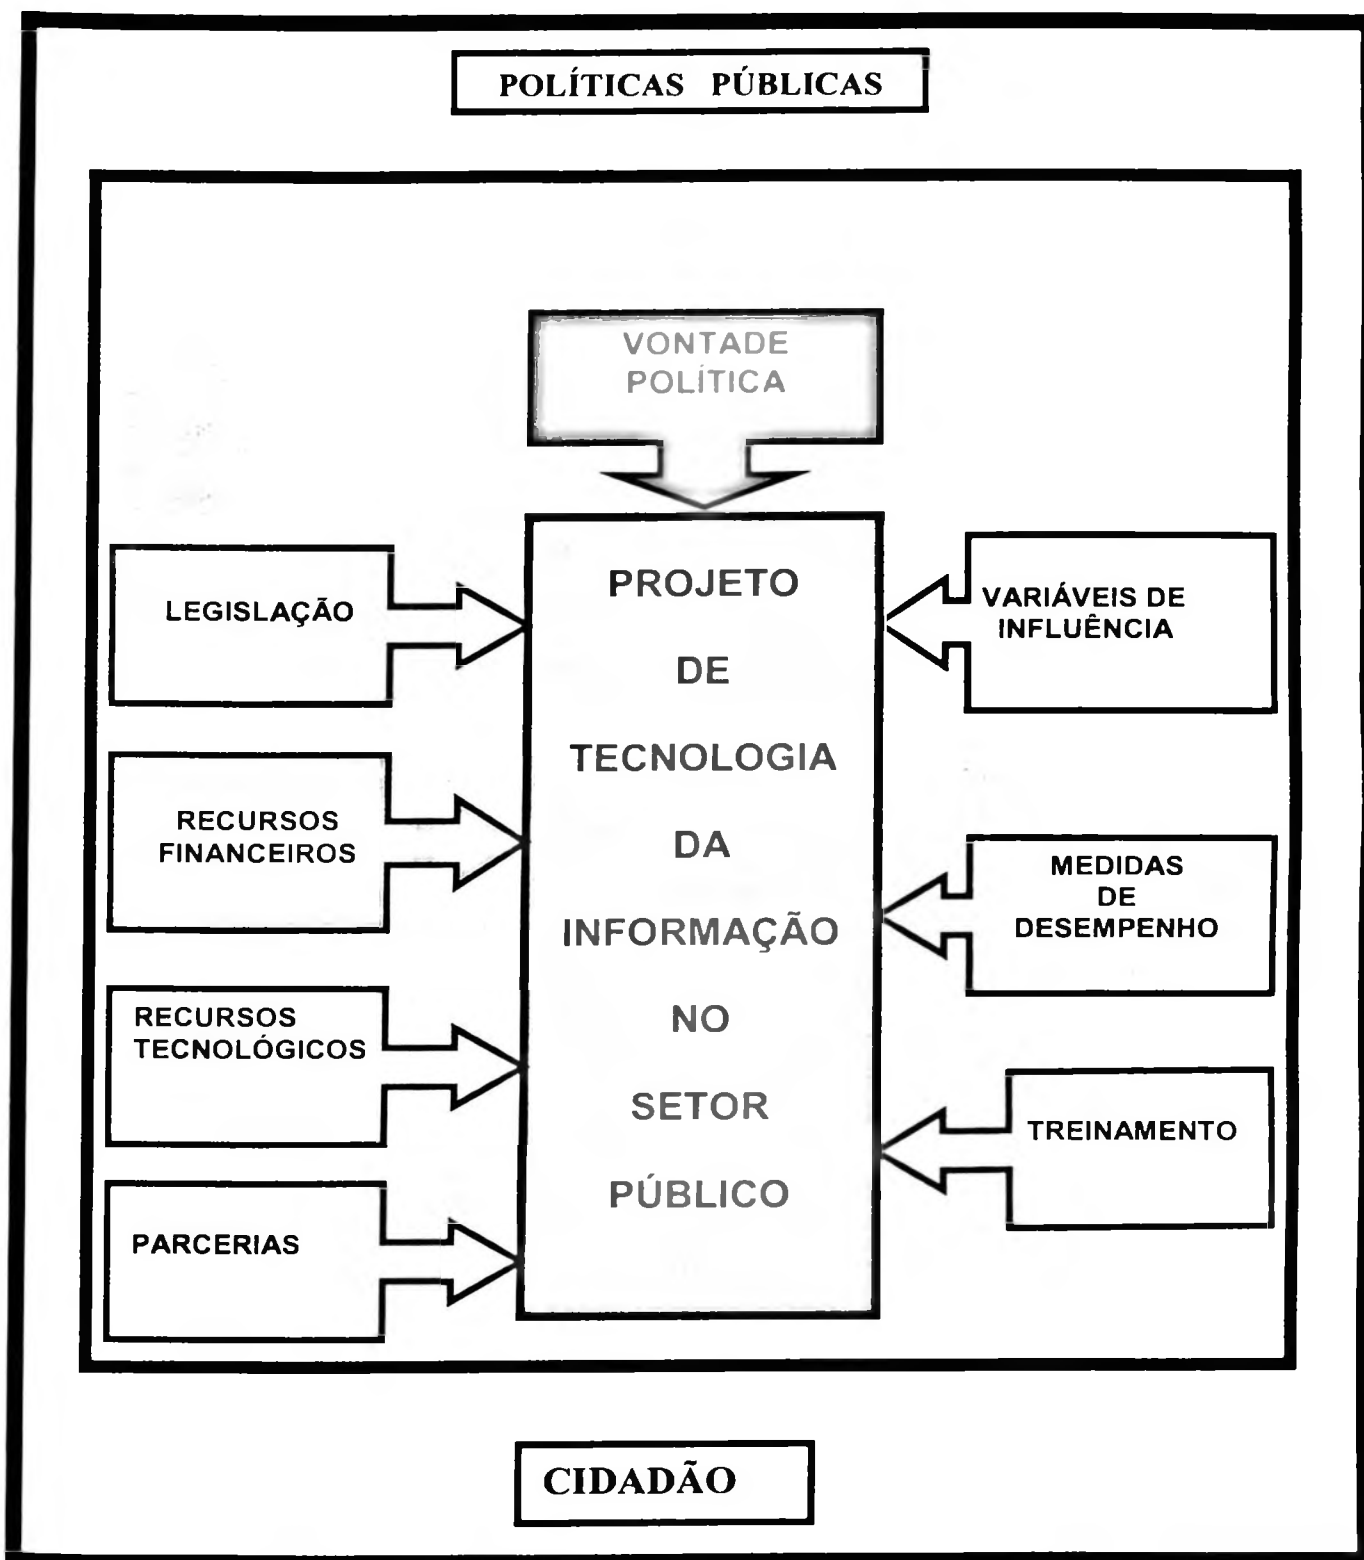 POLÍTICAS PÚBLICAS
VONTADE
POLÍTICA
LEGISLAÇÃO
RECURSOS
FINANCEIROS
RECURSOS
TECNOLÓGICOS
PARCERIAS
PROJETO
DE
TECNOLOGIA
DA
INFORMAÇÃO
NO
SETOR
PÚBLICO
VARIÁVEIS DE
INFLUÊNCIA
MEDIDAS
DE
DESEMPENHO
TREINAMENTO
CIDADÃO